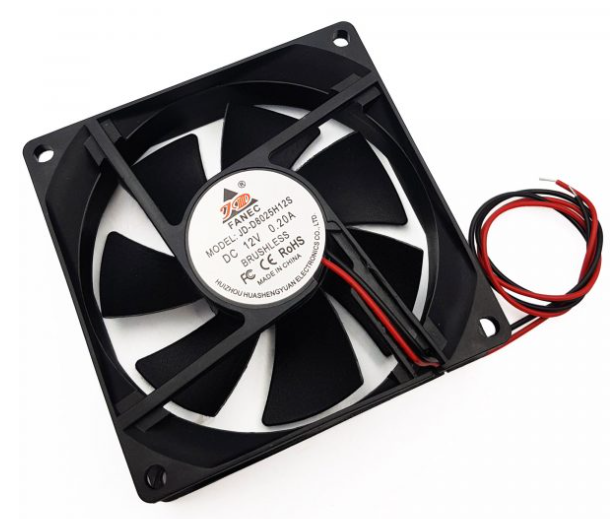 ®
FANEC
MODEL: JD-D8025H12S
DC 12V 0.20A
BRUSHLESS
FC CE RoHS
MADE IN CHINA
HUIZHOU HUASHENGYUAN ELECTRONICS CO., LTD.